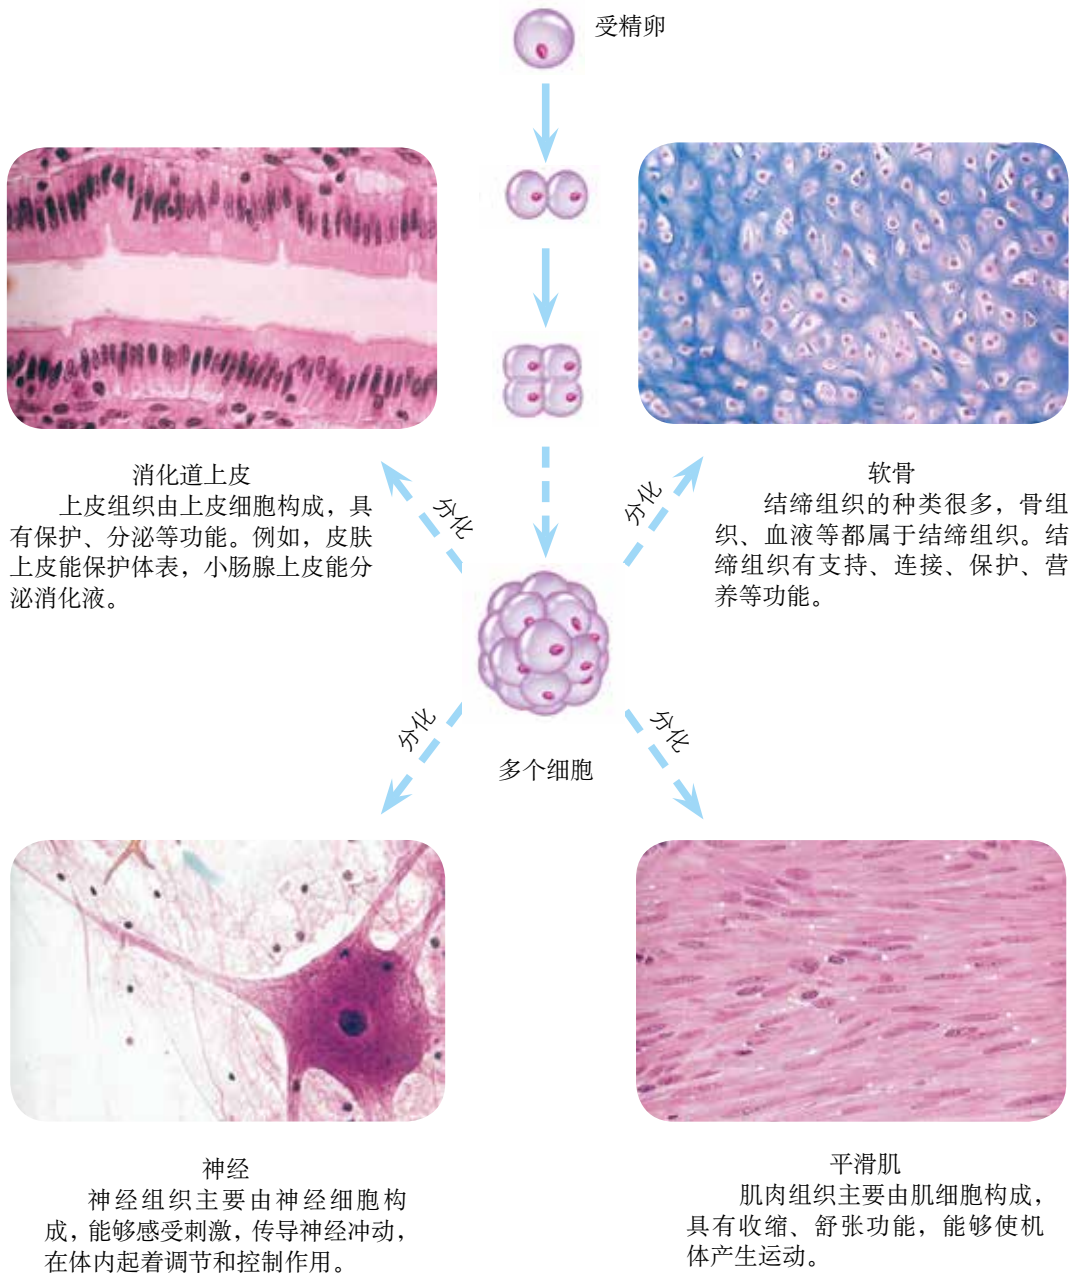 受精卵
消化道上皮
上皮组织由上皮细胞构成，具
有保护、分泌等功能。例如，皮肤
上皮能保护体表，小肠腺上皮能分
泌消化液。
分化
分化
软骨
结缔组织的种类很多，骨组
织、血液等都属于结缔组织。结
缔组织有支持、连接、保护、营
养等功能。
分化
分化
多个细胞
神经
神经组织主要由神经细胞构
成，能够感受刺激，传导神经冲动，
在体内起着调节和控制作用。
平滑肌
肌肉组织主要由肌细胞构成，
具有收缩、舒张功能，能够使机
体产生运动。